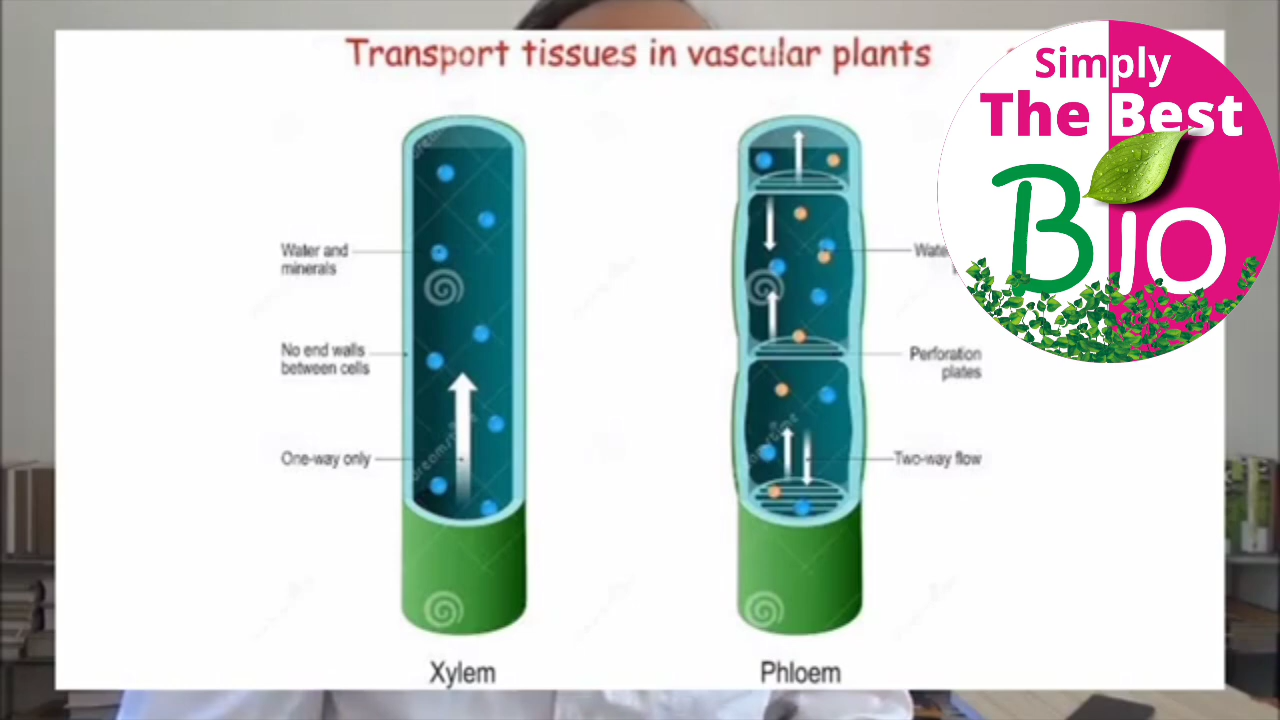 Transport tissues in vascular plants
Simply
The Best
BIO
Water and
minerals
No end walls
between cells
One-way only
Perforation
plates
Two-way flow
Xylem
Phloem